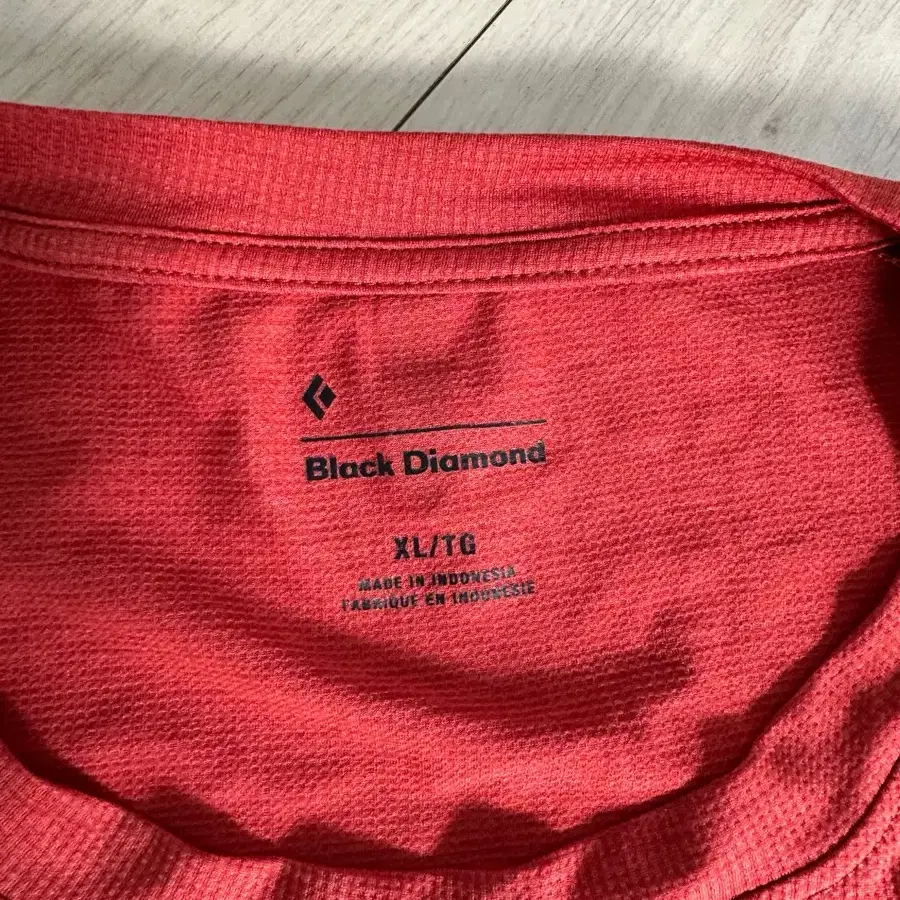 Black Diamond
XL/TG
MADE IN INDONESIA
FABRIQUE EN INDONESIE